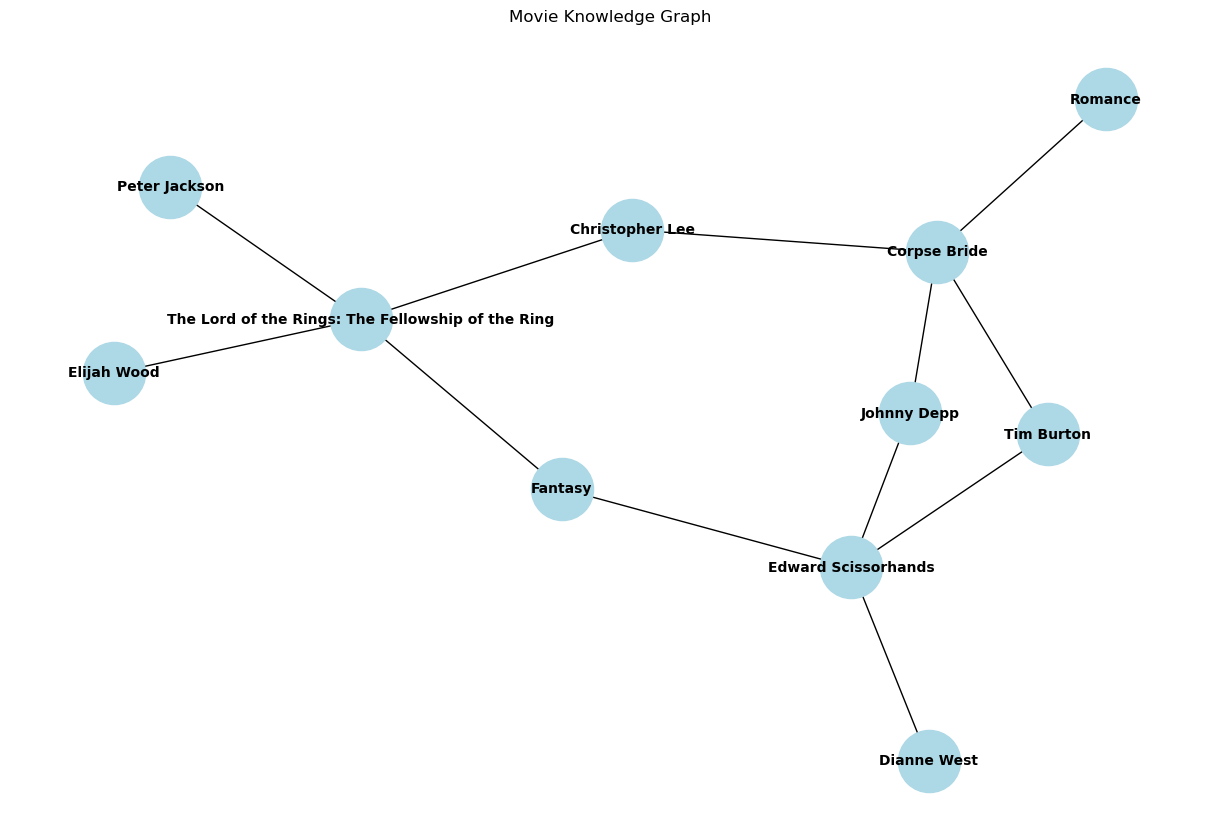 Movie Knowledge Graph
Romance
Peter Jackson
Christopher Lee
Corpse Bride
The Lord of the Rings: The Fellowship of the Ring
Elijah Wood
Johnny Depp
Tim Burton
Fantasy
Edward Scissorhands
Dianne West